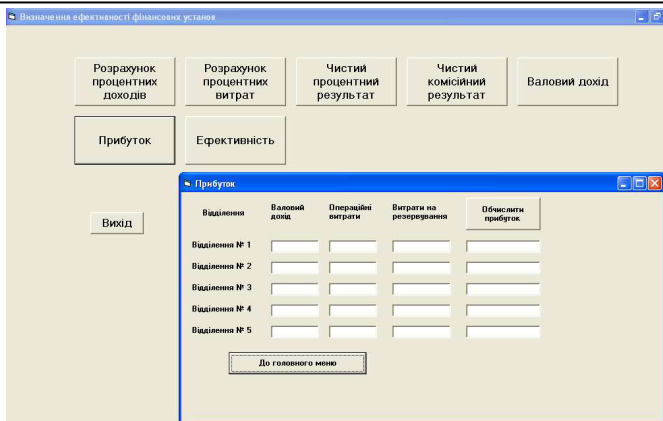 Визначення ефективності фінансових установ
Розрахунок процентних доходів
Розрахунок процентних витрат
Чистий процентний результат
Чистий комісійний результат
Валовий дохід
Прибуток
Ефективність
Вихід
Прибуток
Відділення
Валовий дохід
Операційні витрати
Витрати на резервування
Обчислити прибуток
Відділення № 1
Відділення № 2
Відділення № 3
Відділення № 4
Відділення № 5
До головного меню